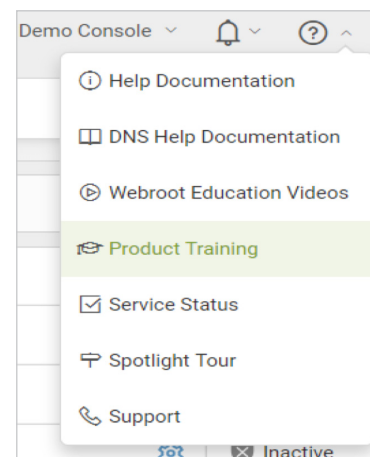 Demo Console
Help Documentation
DNS Help Documentation
Webroot Education Videos
Product Training
Service Status
Spotlight Tour
Support
Inactive